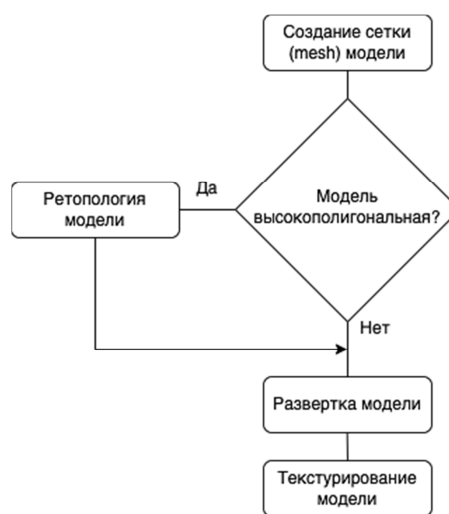 Создание сетки
(mesh) модели
Модель
высокополигональная?
Да
Ретопология
модели
Нет
Развертка модели
Текстурирование
модели